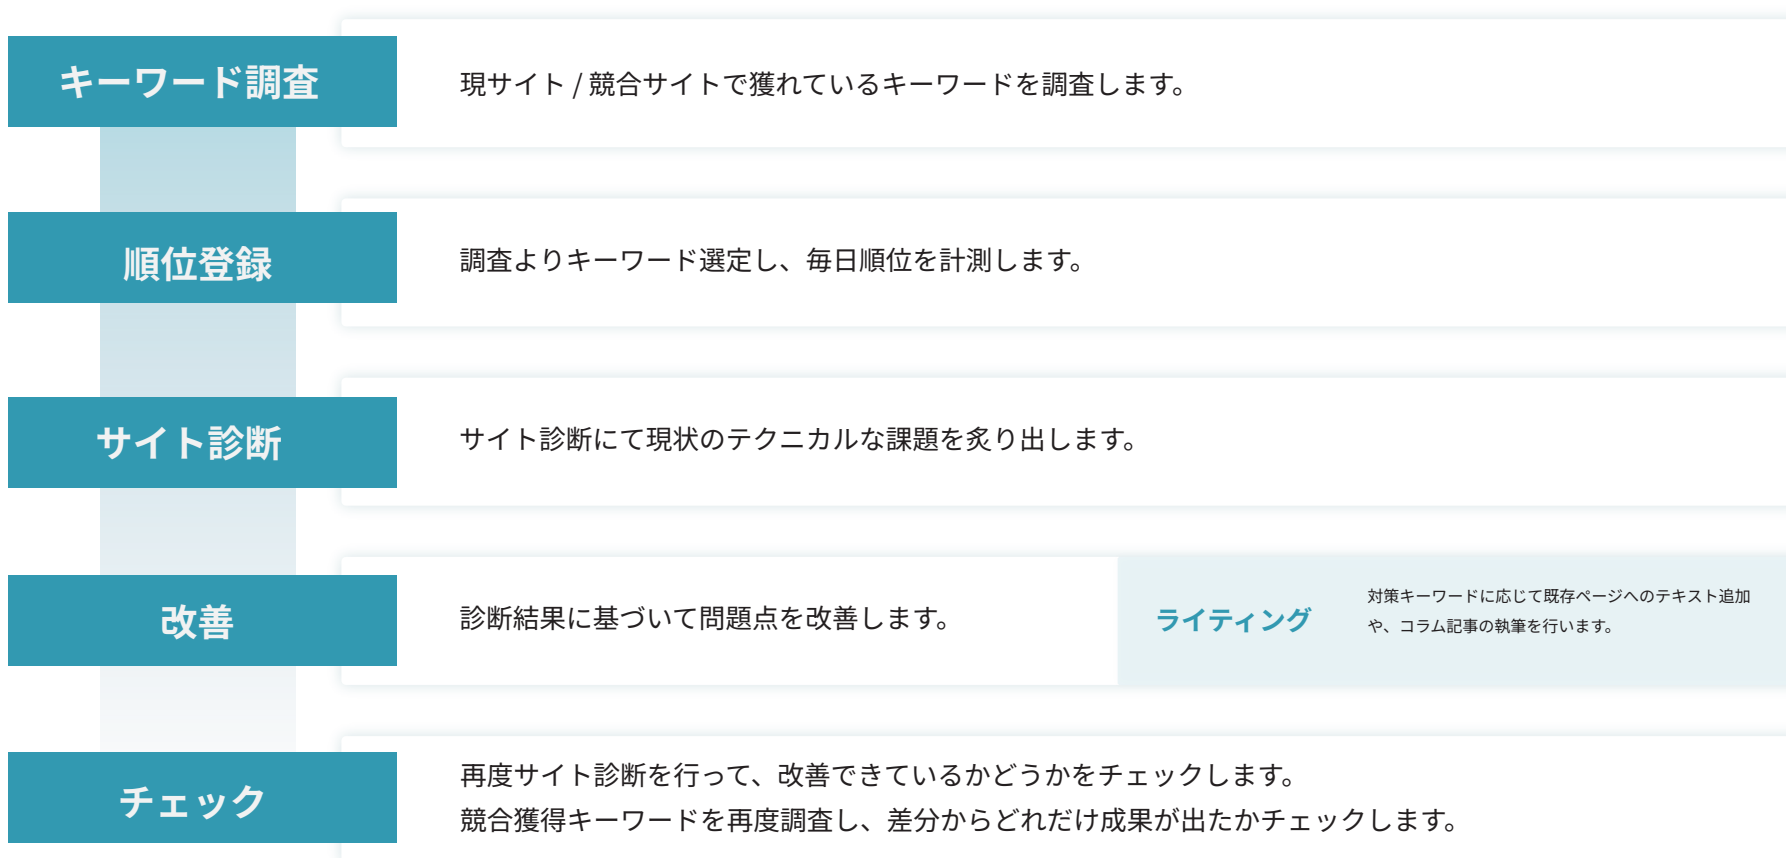 キーワード調査
現サイト / 競合サイトで獲れているキーワードを調査します。
順位登録
調査よりキーワード選定し、毎日順位を計測します。
サイト診断
サイト診断にて現状のテクニカルな課題を炙り出します。
改善
診断結果に基づいて問題点を改善します。
ライティング
対策キーワードに応じて既存ページへのテキスト追加
や、コラム記事の執筆を行います。
チェック
再度サイト診断を行って、改善できているかどうかをチェックします。
競合獲得キーワードを再度調査し、差分からどれだけ成果が出たかチェックします。